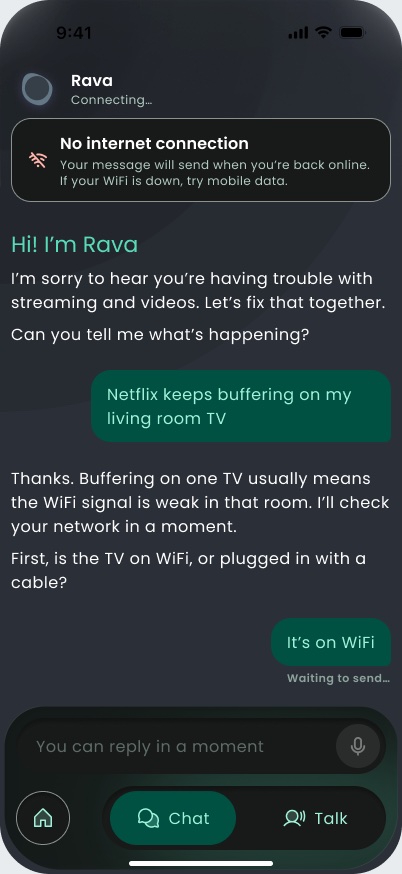 9:41
Rava
Connecting…
No internet connection
Your message will send when you’re back online.
If your WiFi is down, try mobile data.
Hi! I’m Rava
I’m sorry to hear you’re having trouble with
streaming and videos. Let’s fix that together.
Can you tell me what’s happening?
Netflix keeps buffering on my
living room TV
Thanks. Buffering on one TV usually means
the WiFi signal is weak in that room. I’ll check
your network in a moment.
First, is the TV on WiFi, or plugged in with a
cable?
It’s on WiFi
Waiting to send…
You can reply in a moment
Chat
Talk